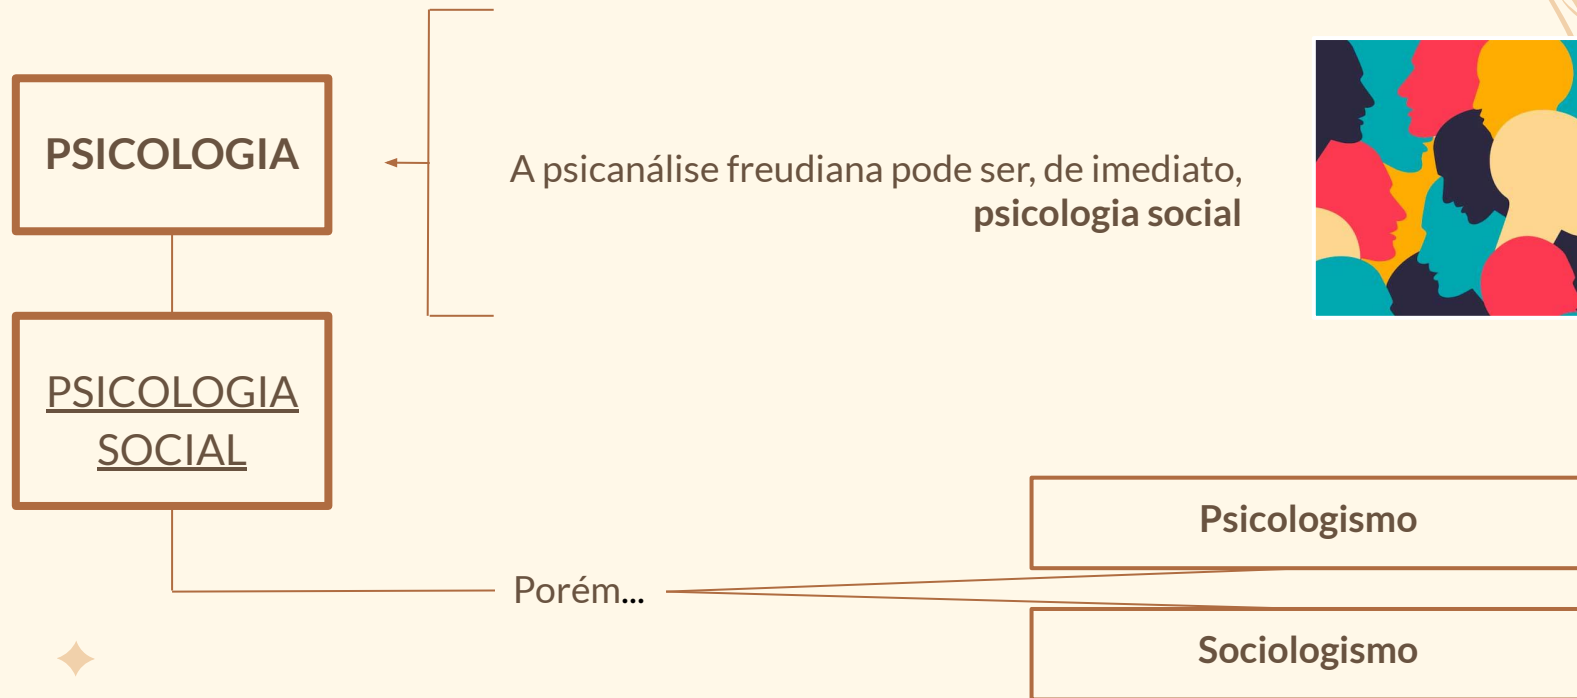 PSICOLOGIA
A psicanálise freudiana pode ser, de imediato,
psicologia social
PSICOLOGIA
SOCIAL
Psicologismo
Porém...
Sociologismo